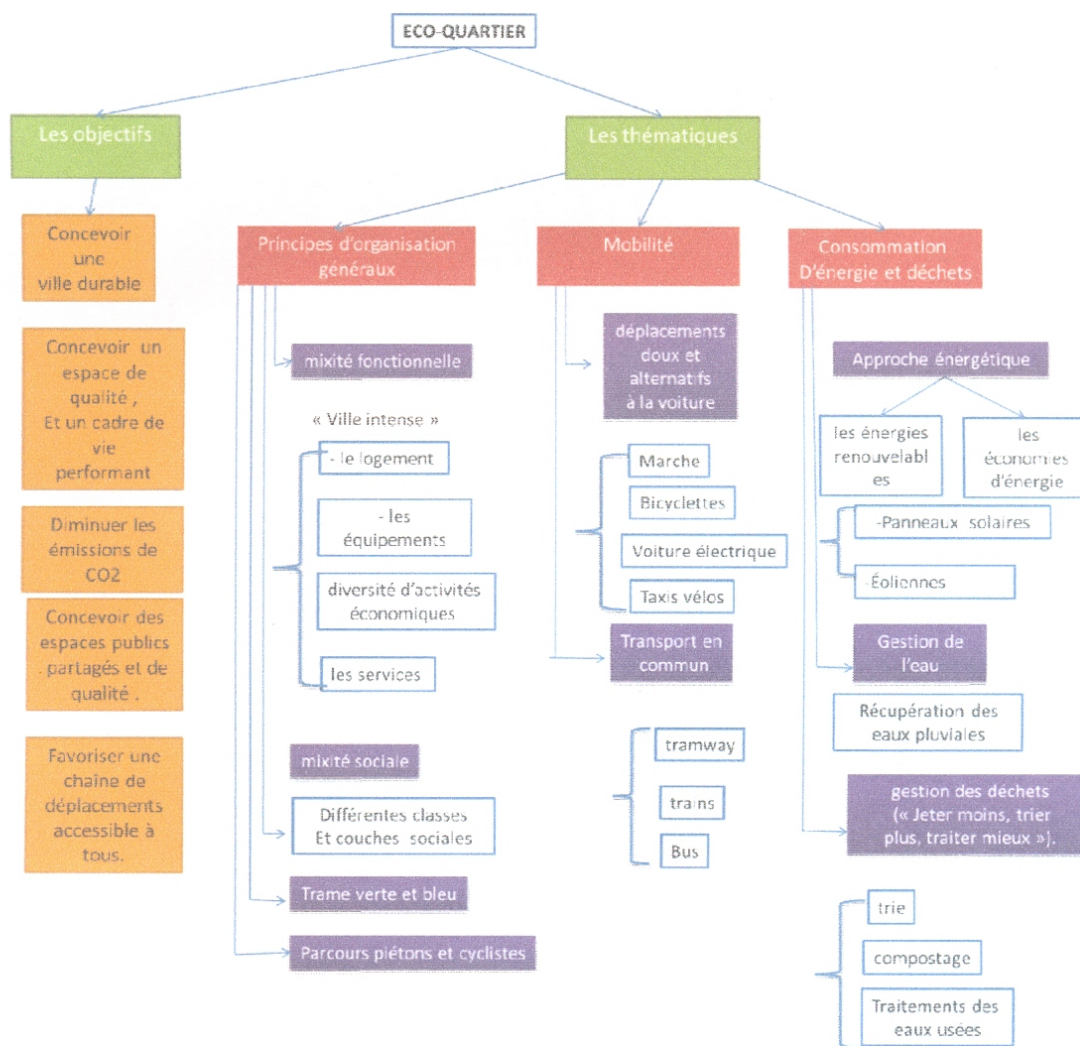 ECO-QUARTIER
Les objectifs
Concevoir
une
ville durable
Concevoir un
espace de
qualité ,
Et un cadre de
vie
performant
Diminuer les
émissions de
CO2
Concevoir des
espaces publics
partagés et de
qualité .
Favoriser une
chaîne de
déplacements
accessible à
tous.
Les thématiques
Principes d'organisation
généraux
mixité fonctionnelle
« Ville intense »
- le logement
- les
équipements
diversité d'activités
économiques
les services
mixité sociale
Différentes classes
Et couches sociales
Trame verte et bleu
Parcours piétons et cyclistes
Mobilité
déplacements
doux et
alternatifs
à la voiture
Marche
Bicyclettes
Voiture électrique
Taxis vélos
Transport en
commun
tramway
trains
Bus
Consommation
D'énergie et déchets
Approche énergétique
les énergies
renouvelabl
es
les
économies
d'énergie
-Panneaux solaires
-Éoliennes
Gestion de
l'eau
Récupération des
eaux pluviales
gestion des déchets
(« Jeter moins, trier
plus, traiter mieux »).
trie
compostage
Traitements des
eaux usées